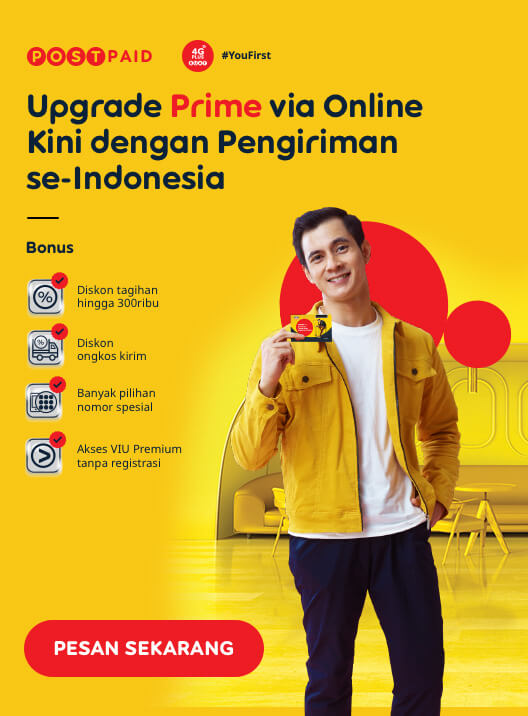 POSTPAID
4G PLUS
#YouFirst
Upgrade Prime via Online
Kini dengan Pengiriman
se-Indonesia
Bonus
%
Diskon tagihan
hingga 300ribu
%
Diskon
ongkos kirim
Banyak pilihan
nomor spesial
Akses VIU Premium
tanpa registrasi
PESAN SEKARANG